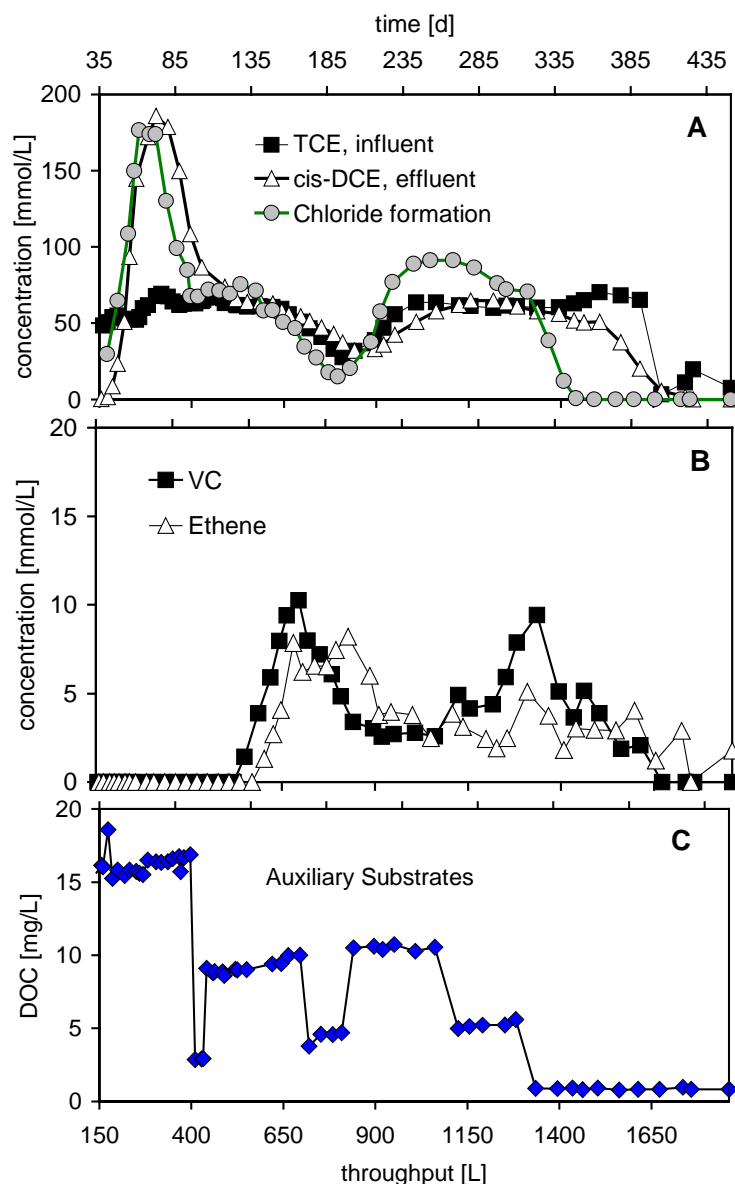 time [d]
35 85 135 185 235 285 335 385 435
200
150
100
50
0
concentration [mmol/L]
A
TCE, influent
cis-DCE, effluent
Chloride formation
20
15
10
5
0
concentration [mmol/L]
B
VC
Ethene
20
15
10
5
0
DOC [mg/L]
C
Auxiliary Substrates
150 400 650 900 1150 1400 1650
throughput [L]